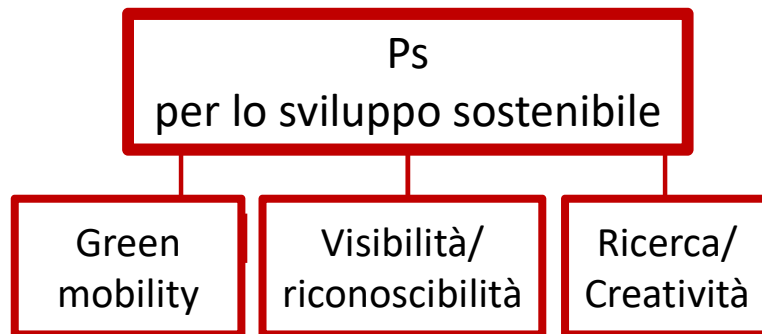 Ps
per lo sviluppo sostenibile
Green
mobility
Visibilità/
riconoscibilità
Ricerca/
Creatività